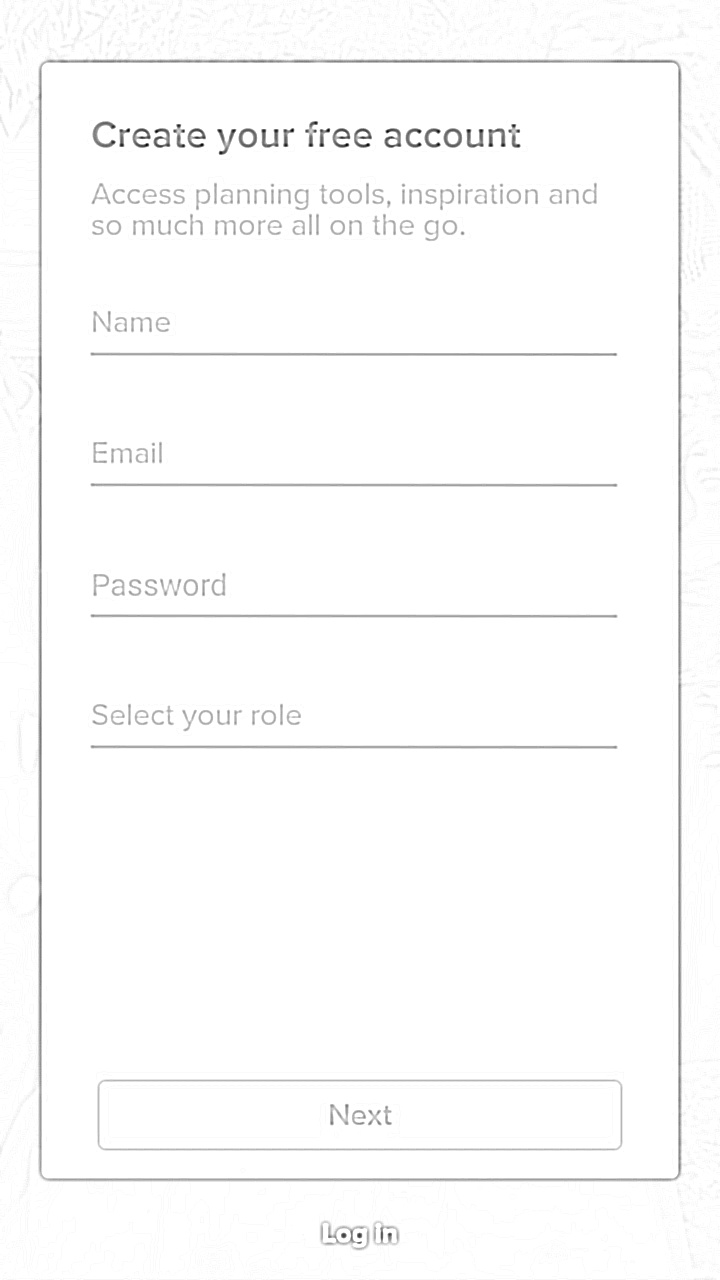 Create your free account
Access planning tools, inspiration and
so much more all on the go.
Name
Email
Password
Select your role
Next
Log in